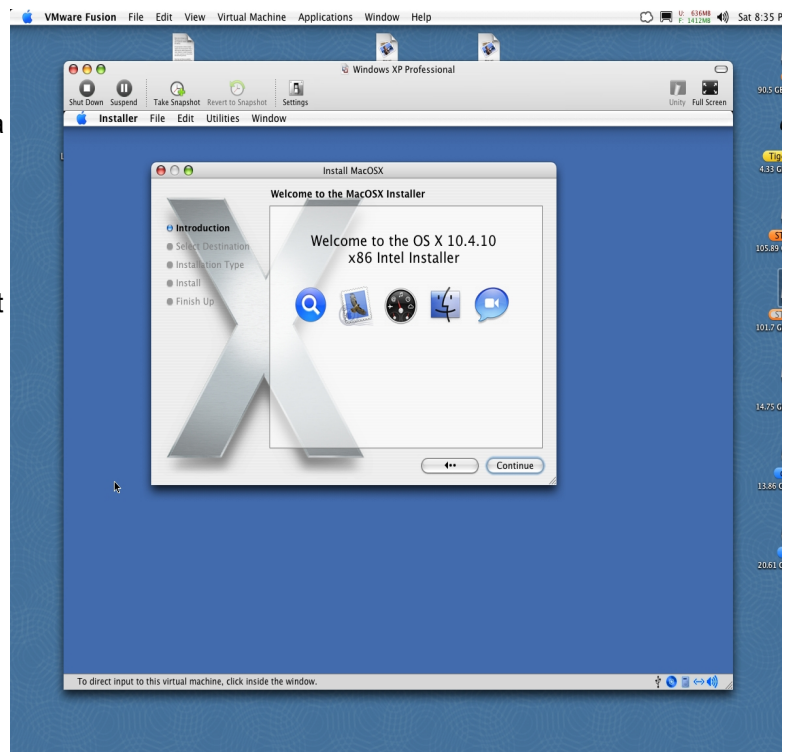 VMware Fusion File Edit View Virtual Machine Applications Window Help U: 636MB F: 1412MB Sat 8:35 P
Windows XP Professional
Shut Down Suspend Take Snapshot Revert to Snapshot Settings Unity Full Screen
Installer File Edit Utilities Window
Install MacOSX
Welcome to the MacOSX Installer
Introduction
Select Destination
Installation Type
Install
Finish Up
Welcome to the OS X 10.4.10
x86 Intel Installer
Continue
To direct input to this virtual machine, click inside the window.
90.5 GB
Tig
4.33 G
ST
105.89
ST
101.7 G
14.75 G
13.86 G
20.61 G
a
t